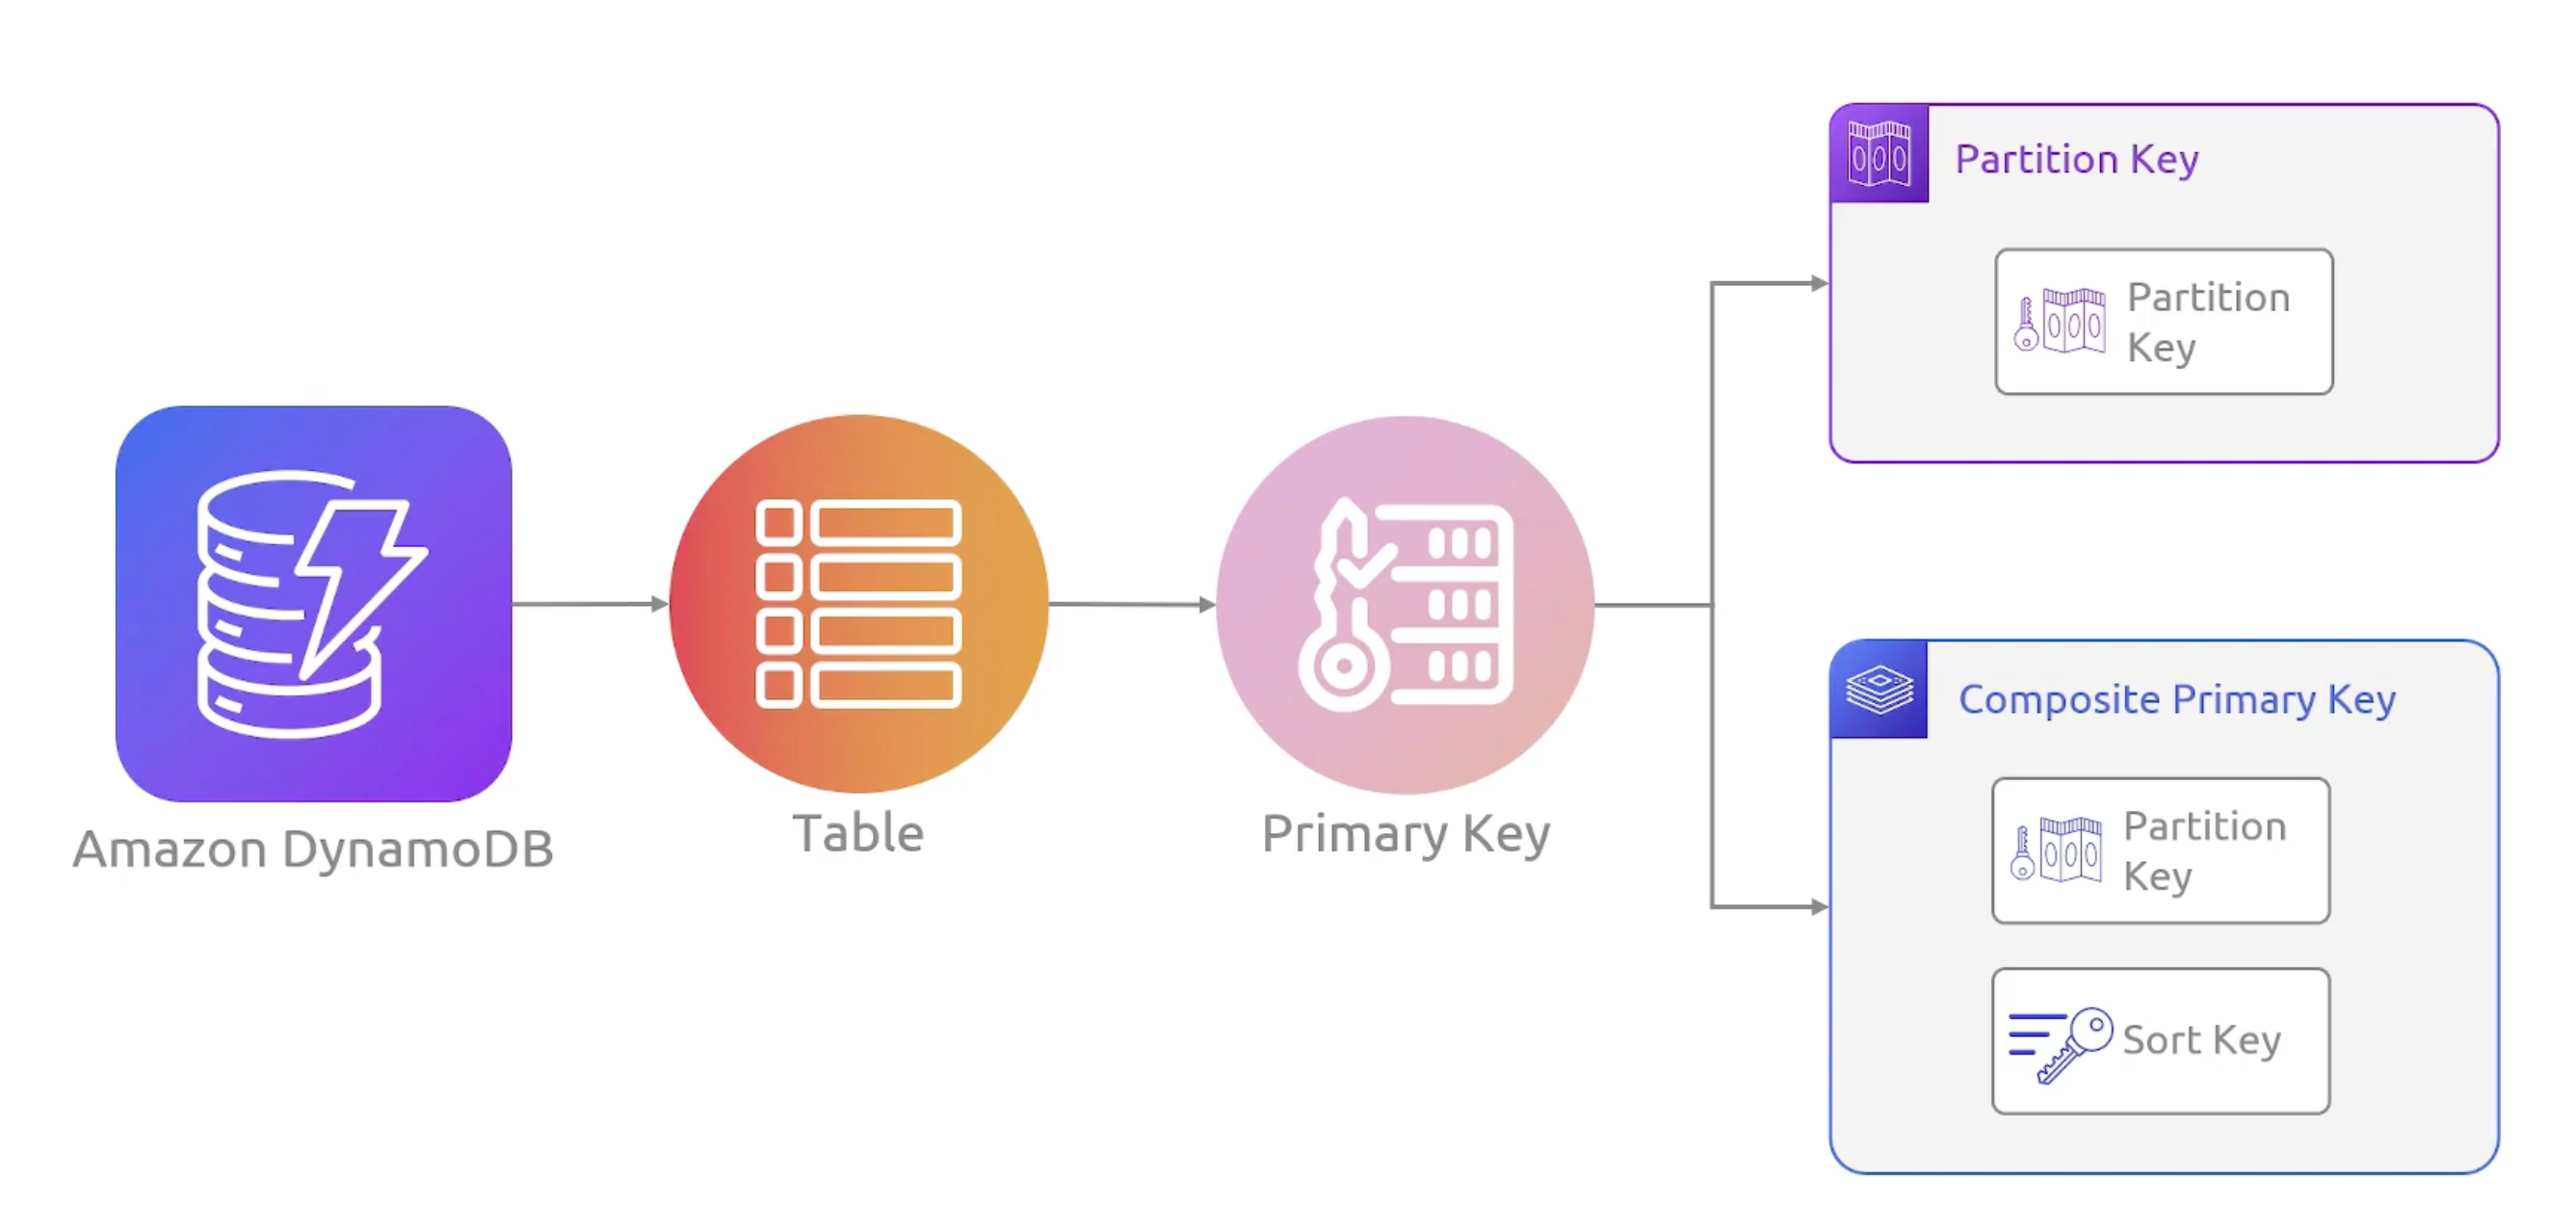 Amazon DynamoDB
Table
Primary Key
Partition Key
Partition
Key
Composite Primary Key
Partition
Key
Sort Key